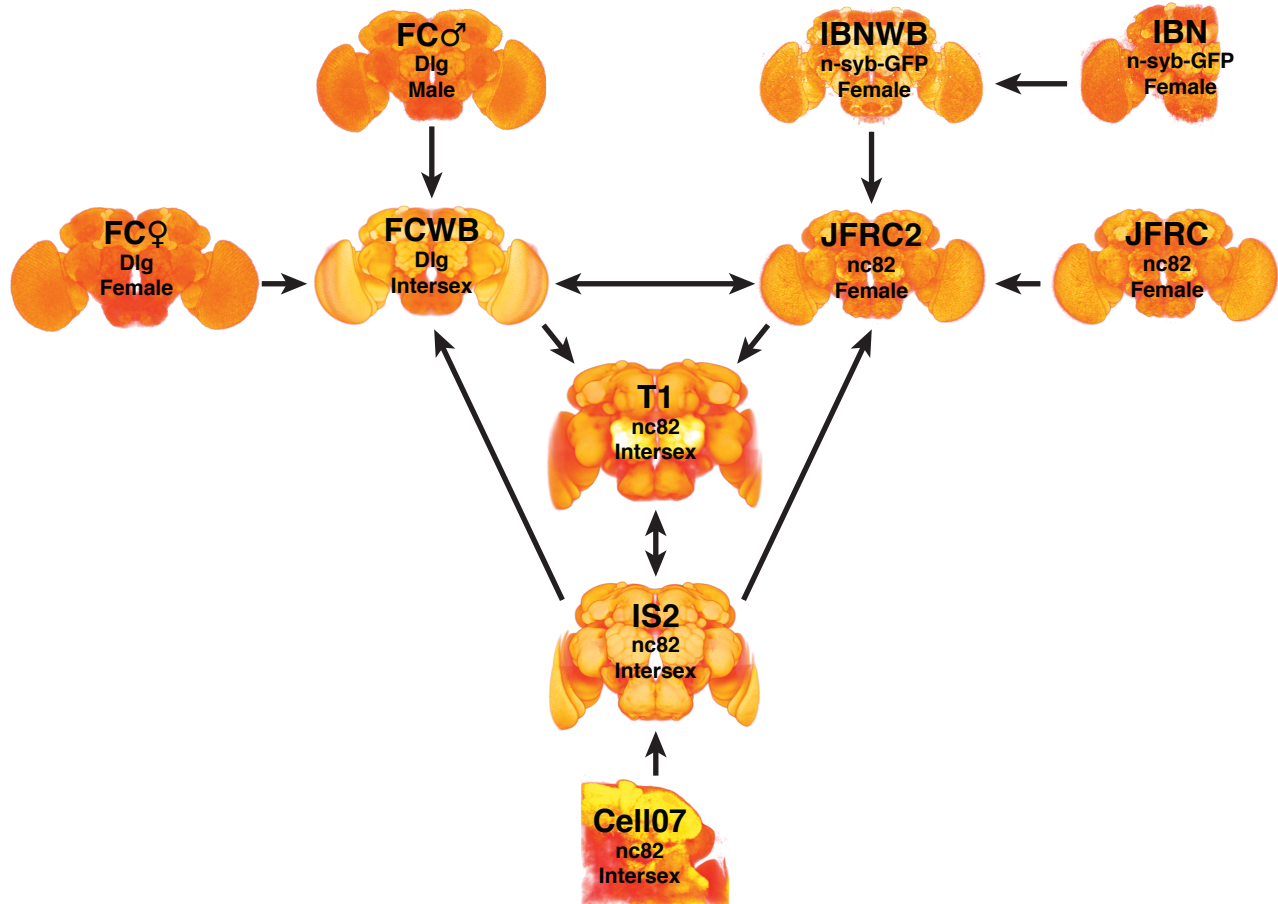 FC♂
Dlg
Male
IBNWB
n-syb-GFP
Female
IBN
n-syb-GFP
Female
FC♀
Dlg
Female
FCWB
Dlg
Intersex
JFRC2
nc82
Female
JFRC
nc82
Female
T1
nc82
Intersex
IS2
nc82
Intersex
Cell07
nc82
Intersex